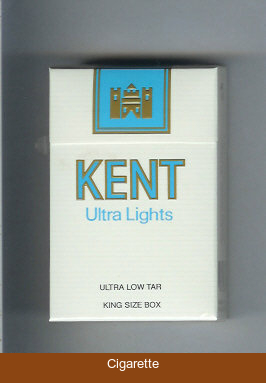 KENT
Ultra Lights
ULTRA LOW TAR
KING SIZE BOX
Cigarette